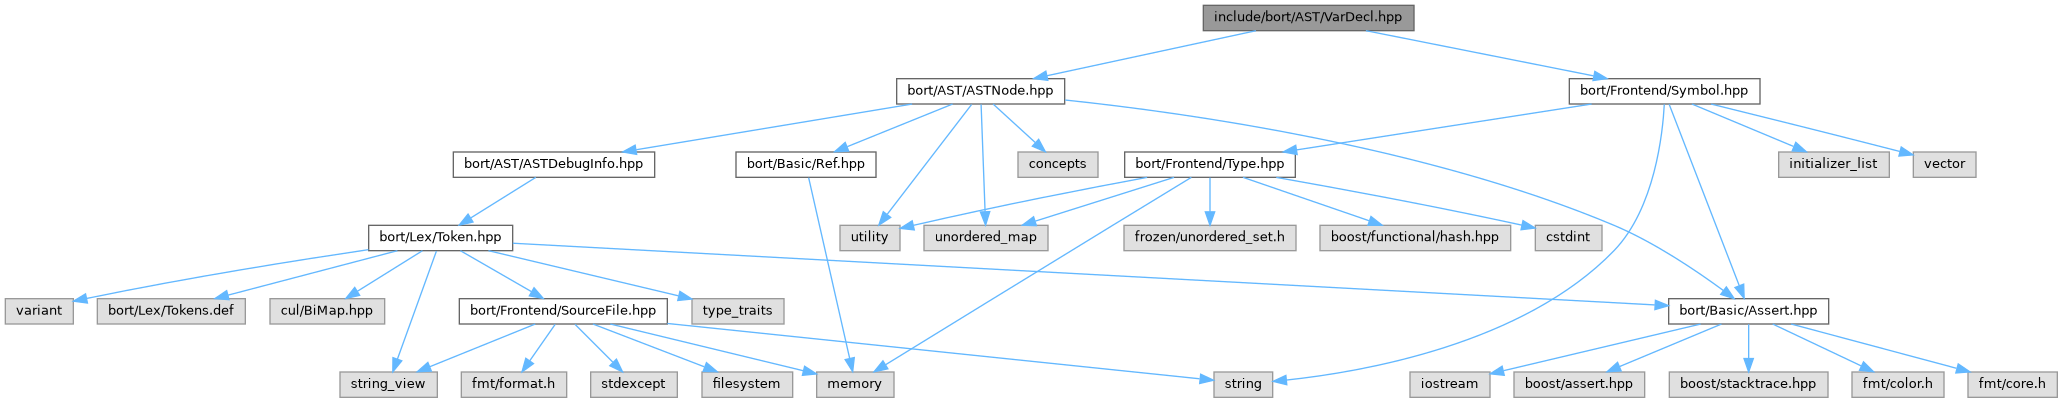 include/bort/AST/VarDecl.hpp
bort/AST/ASTNode.hpp
bort/Frontend/Symbol.hpp
bort/AST/ASTDebugInfo.hpp
bort/Basic/Ref.hpp
concepts
bort/Frontend/Type.hpp
initializer_list
vector
bort/Lex/Token.hpp
utility
unordered_map
frozen/unordered_set.h
boost/functional/hash.hpp
cstdint
variant
bort/Lex/Tokens.def
cul/BiMap.hpp
bort/Frontend/SourceFile.hpp
type_traits
bort/Basic/Assert.hpp
string_view
fmt/format.h
stdexcept
filesystem
memory
string
iostream
boost/assert.hpp
boost/stacktrace.hpp
fmt/color.h
fmt/core.h